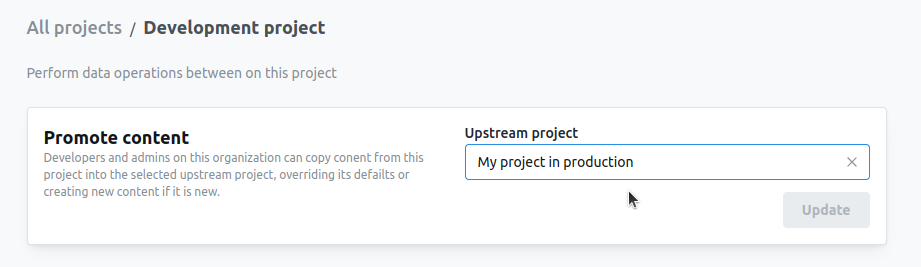 All projects / Development project
Perform data operations between on this project
Promote content
Developers and admins on this organization can copy conent from this
project into the selected upstream project, overriding its defailts or
creating new content if it is new.
Upstream project
My project in production
Update